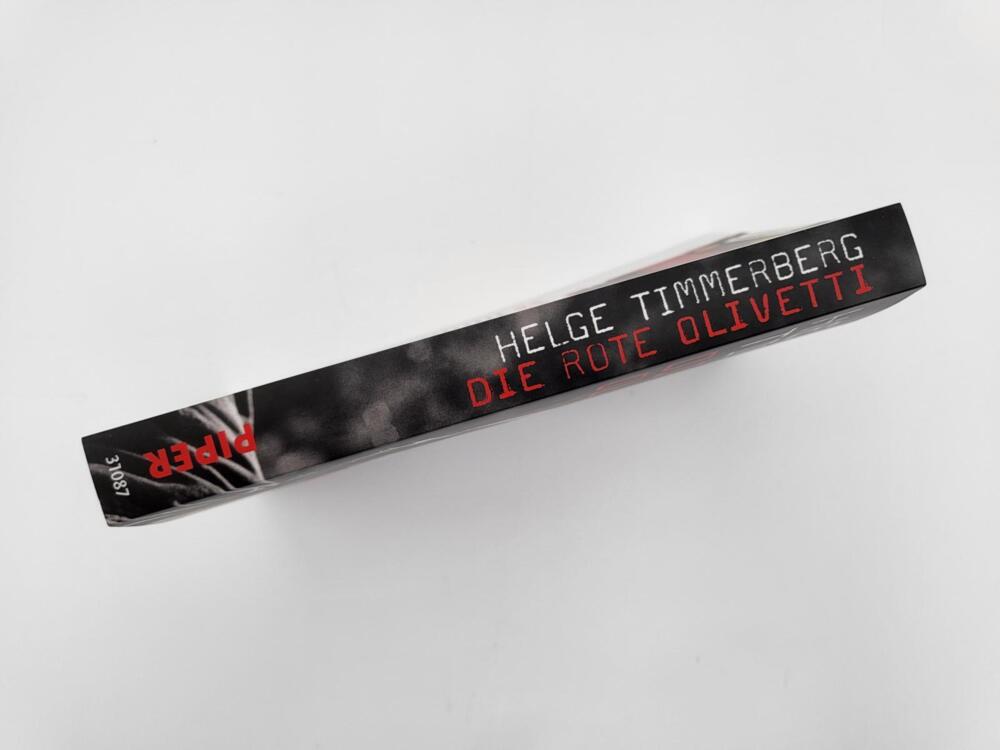 HELGE TIMMERBERG
DIE ROTE OLIVETTI
PIPER
31087